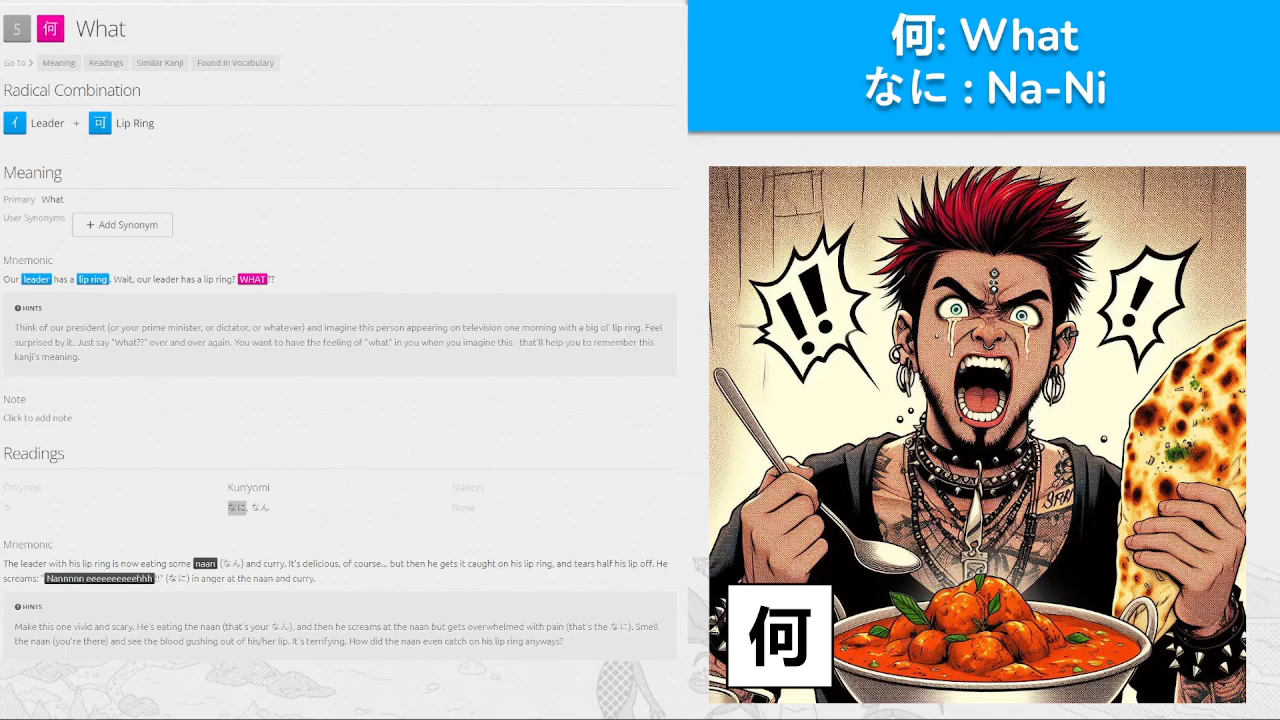 5 何 What
Go To Meaning Readings Similar Kanji Found In Vocabulary
Radical Combination
イ Leader + 可 Lip Ring
Meaning
Primary What
User Synonyms + Add Synonym
Mnemonic
Our leader has a lip ring. Wait, our leader has a lip ring? WHAT??
HINTS
Think of our president (or your prime minister, or dictator, or whatever) and imagine this person appearing on television one morning with a big ol' lip ring. Feel
surprised by it. Just say "What??" over and over again. You want to have the feeling of "what" in you when you imagine this - that'll help you to remember this
kanji's meaning.
Note
Click to add note
Readings
On'yomi Kun'yomi Nanori
か なに, なん None
Mnemonic
The leader with his lip ring is now eating some naan (なん) and curry. It's delicious, of course... but then he gets it caught on his lip ring, and tears half his lip off. He
screams: "Nannnnn eeeeeeeeeehhh!!" (なに) in anger at the naan and curry.
HINTS
Make this vivid and scary. He's eating the naan (that's your なん), and then he screams at the naan but gets overwhelmed with pain (that's the なに). Smell
the naan (you're there) and see the blood gushing out of his/her lip. It's terrifying. How did the naan even catch on his lip ring anyways?
何: What
なに : Na-Ni
!!
!
何